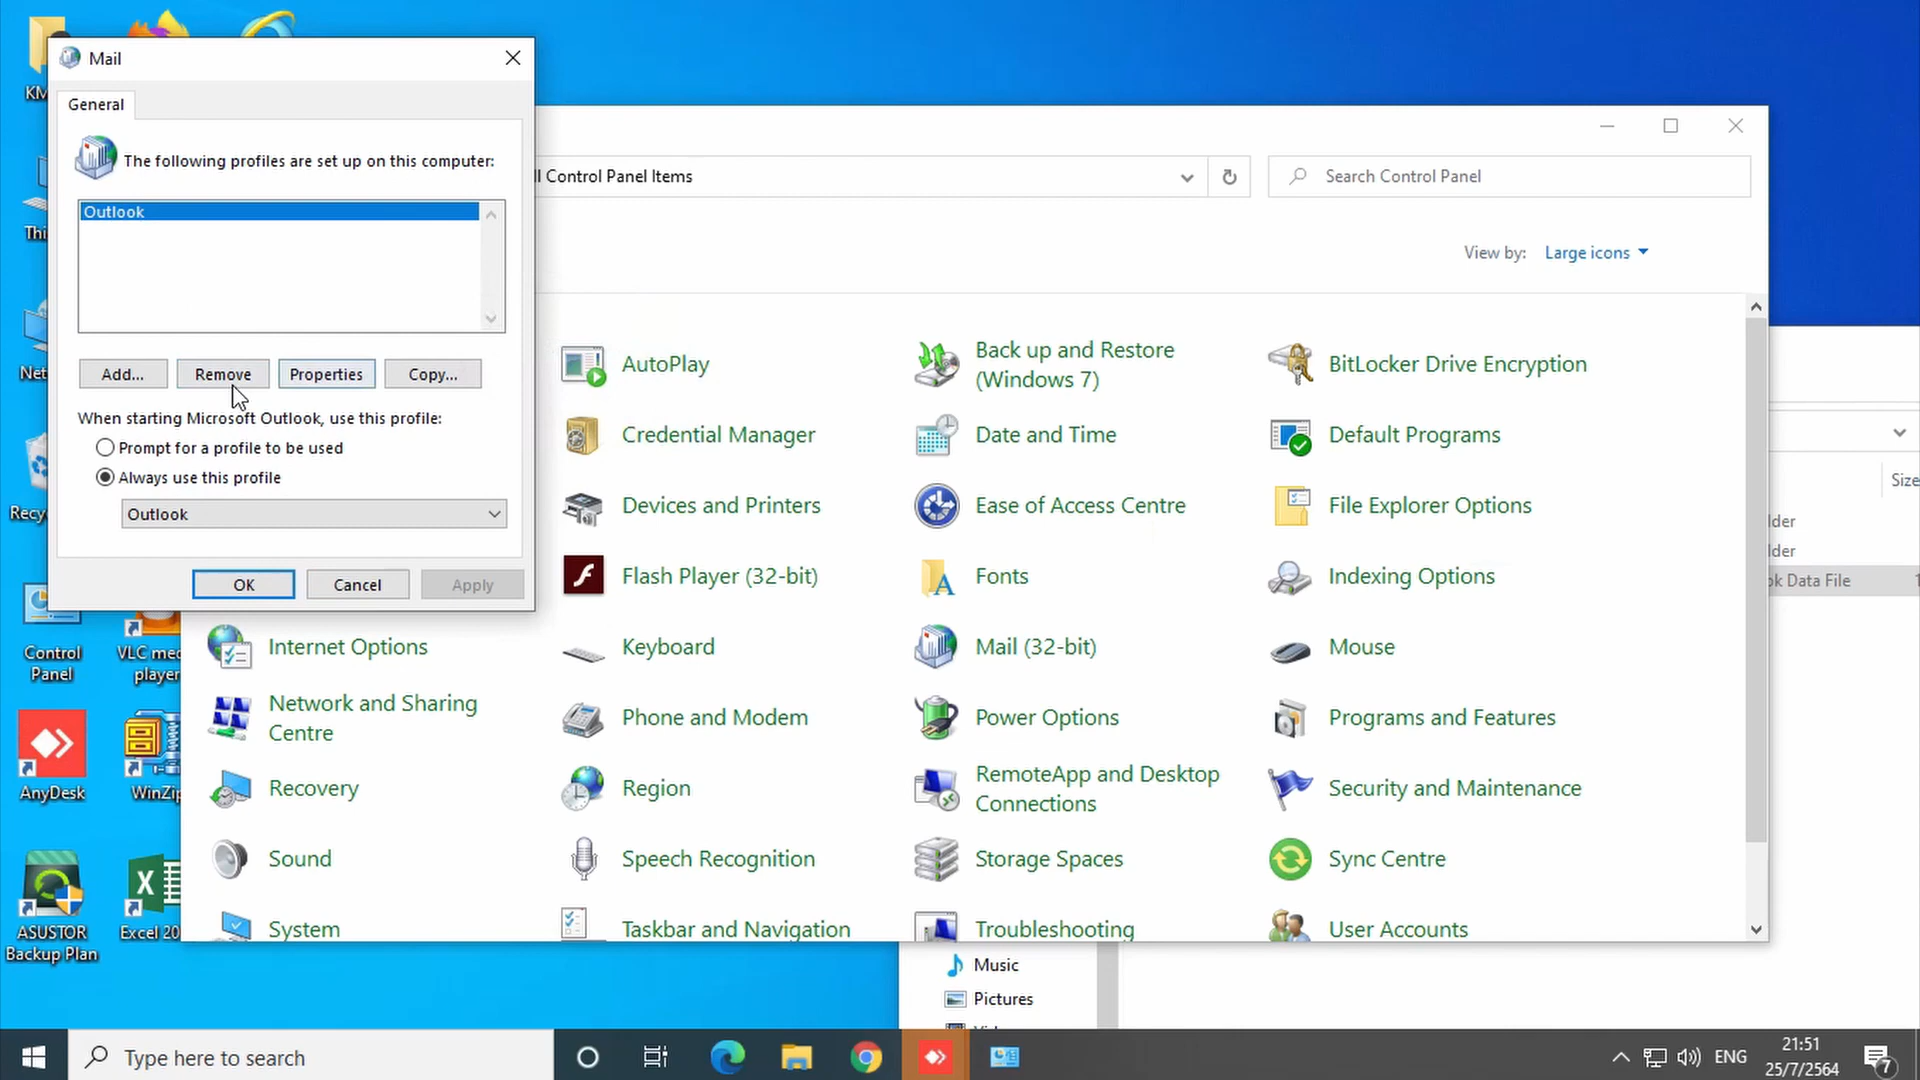 Mail
General
The following profiles are set up on this computer:
Outlook
Add...
Remove
Properties
Copy...
When starting Microsoft Outlook, use this profile:
Prompt for a profile to be used
Always use this profile
Outlook
OK
Cancel
Apply
ll Control Panel Items
Search Control Panel
View by:
Large icons
AutoPlay
Back up and Restore
(Windows 7)
BitLocker Drive Encryption
Credential Manager
Date and Time
Default Programs
Devices and Printers
Ease of Access Centre
File Explorer Options
Flash Player (32-bit)
Fonts
Indexing Options
Internet Options
Keyboard
Mail (32-bit)
Mouse
Network and Sharing
Centre
Phone and Modem
Power Options
Programs and Features
Recovery
Region
RemoteApp and Desktop
Connections
Security and Maintenance
Sound
Speech Recognition
Storage Spaces
Sync Centre
System
Taskbar and Navigation
Troubleshooting
User Accounts
Size
lder
lder
ok Data File
Music
Pictures
KM
Thi
Net
Recy
Control
Panel
VLC med
player
AnyDesk
WinZip
ASUSTOR
Backup Plan
Excel 20
Type here to search
ENG
21:51
25/7/2564
7